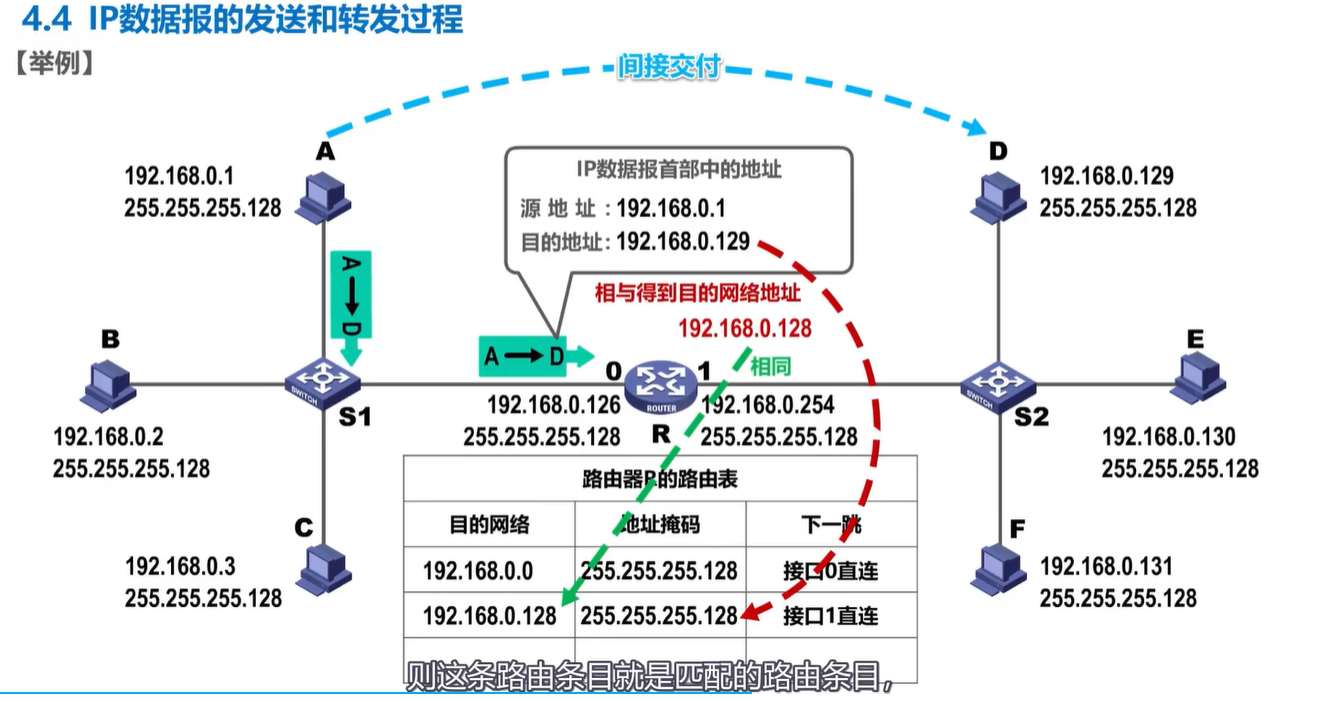 4.4 IP数据报的发送和转发过程
【举例】
间接交付
A
192.168.0.1
255.255.255.128
D
192.168.0.129
255.255.255.128
IP数据报首部中的地址
源 地 址 : 192.168.0.1
目的地址: 192.168.0.129
A→D
相与得到目的网络地址
192.168.0.128
相同
B
192.168.0.2
255.255.255.128
SWITCH
S1
A→D
0
1
ROUTER
R
192.168.0.126
255.255.255.128
192.168.0.254
255.255.255.128
SWITCH
S2
E
192.168.0.130
255.255.255.128
C
192.168.0.3
255.255.255.128
F
192.168.0.131
255.255.255.128
路由器R的路由表
目的网络 地址掩码 下一跳
192.168.0.0 255.255.255.128 接口0直连
192.168.0.128 255.255.255.128 接口1直连
则这条路由条目就是匹配的路由条目，